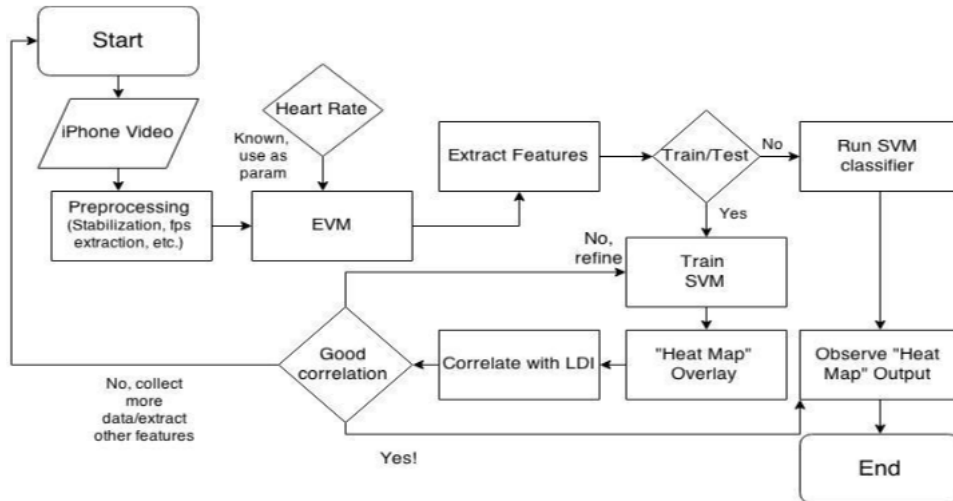 Start
iPhone Video
Preprocessing
(Stabilization, fps
extraction, etc.)
Heart Rate
Known,
use as
param
EVM
Extract Features
Train/Test
No
Run SVM
classifier
Yes
Train
SVM
No,
refine
"Heat Map"
Overlay
Correlate with LDI
Good
correlation
No, collect
more
data/extract
other features
Yes!
Observe "Heat
Map" Output
End